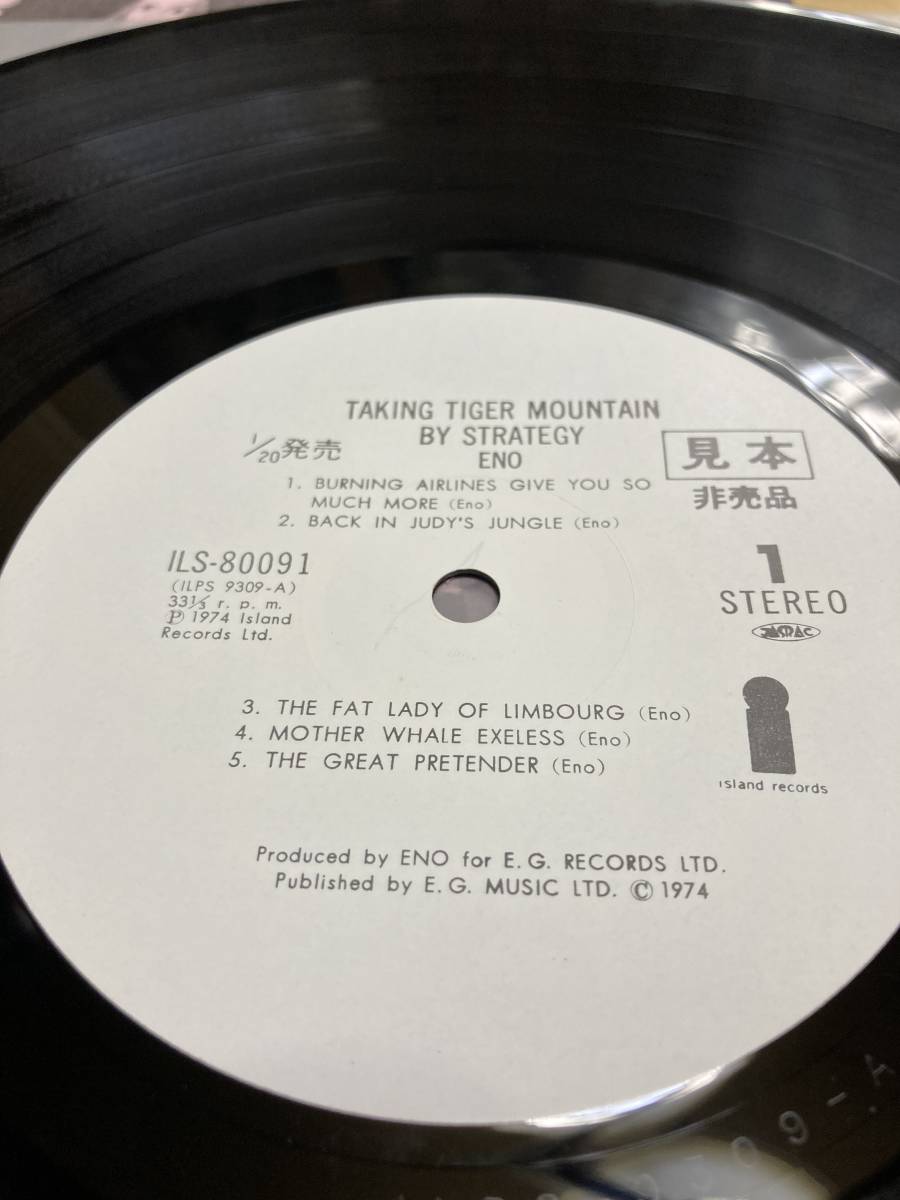 TAKING TIGER MOUNTAIN
BY STRATEGY
ENO
1/20発売
見本
非売品
1. BURNING AIRLINES GIVE YOU SO
MUCH MORE (Eno)
2. BACK IN JUDY'S JUNGLE (Eno)
ILS-80091
(ILPS 9309-A)
33⅓ r. p. m.
Ⓟ 1974 Island
Records Ltd.
1
STEREO
JASRAC
3. THE FAT LADY OF LIMBOURG (Eno)
4. MOTHER WHALE EXELESS (Eno)
5. THE GREAT PRETENDER (Eno)
island records
Produced by ENO for E.G. RECORDS LTD.
Published by E.G. MUSIC LTD. © 1974
09-A